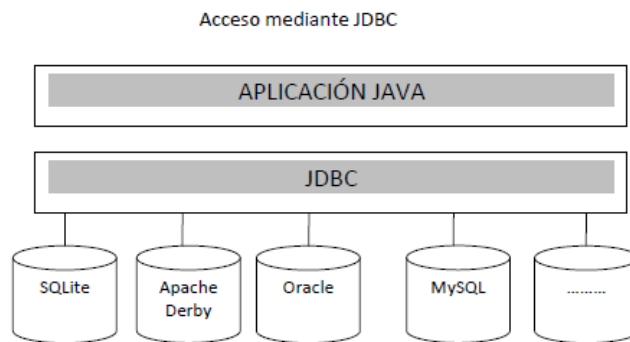 Acceso mediante JDBC
APLICACIÓN JAVA
JDBC
SQLite
Apache
Derby
Oracle
MySQL
.........